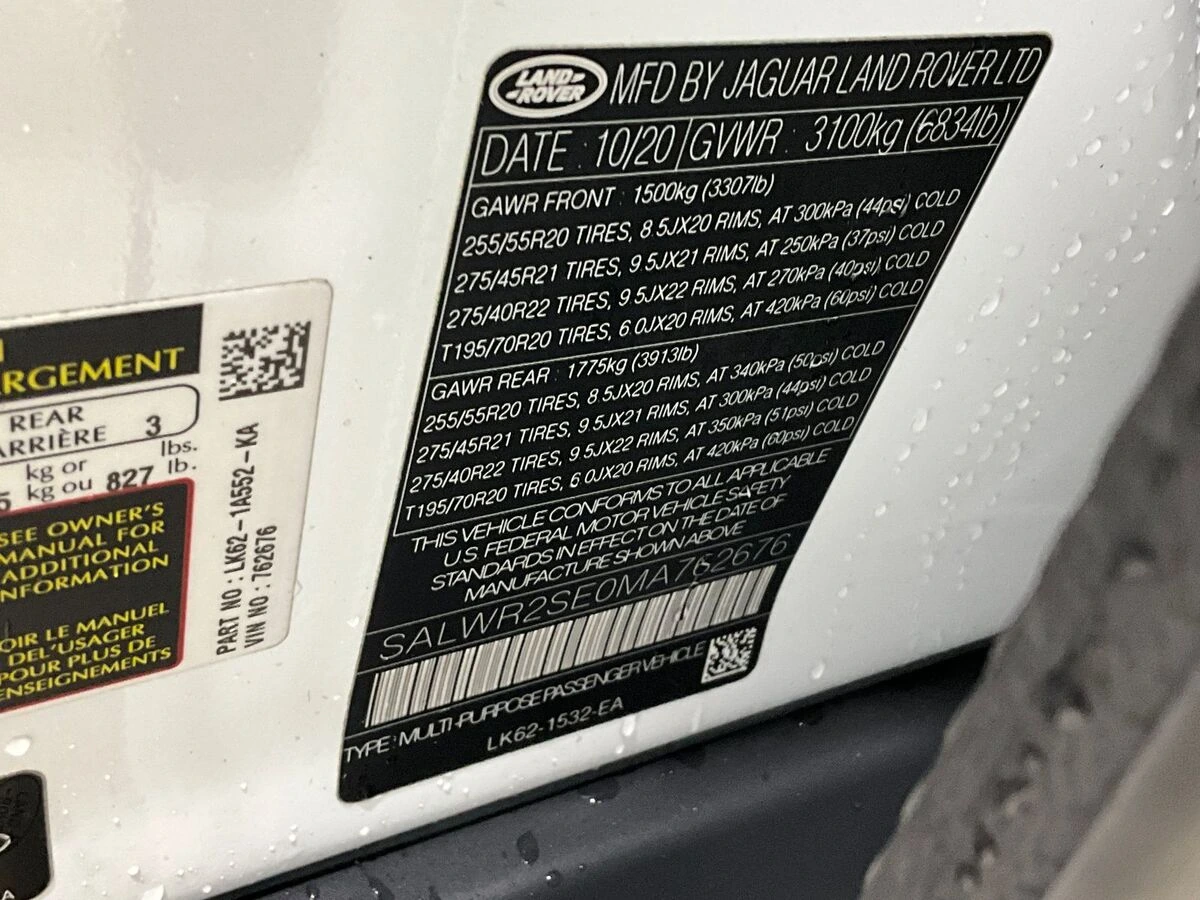 LAND-
-ROVER
MFD BY JAGUAR LAND ROVER LTD
DATE : 10/20 GVWR : 3100kg (6834lb)
GAWR FRONT : 1500kg (3307lb)
255/55R20 TIRES, 8.5JX20 RIMS, AT 300kPa (44psi) COLD
275/45R21 TIRES, 9.5JX21 RIMS, AT 250kPa (37psi) COLD
275/40R22 TIRES, 9.5JX22 RIMS, AT 270kPa (40psi) COLD
T195/70R20 TIRES, 6.0JX20 RIMS, AT 420kPa (60psi) COLD
GAWR REAR : 1775kg (3913lb)
255/55R20 TIRES, 8.5JX20 RIMS, AT 340kPa (50psi) COLD
275/45R21 TIRES, 9.5JX21 RIMS, AT 300kPa (44psi) COLD
275/40R22 TIRES, 9.5JX22 RIMS, AT 350kPa (51psi) COLD
T195/70R20 TIRES, 6.0JX20 RIMS, AT 420kPa (60psi) COLD
THIS VEHICLE CONFORMS TO ALL APPLICABLE
U.S. FEDERAL MOTOR VEHICLE SAFETY
STANDARDS IN EFFECT ON THE DATE OF
MANUFACTURE SHOWN ABOVE
SALWR2SE0MA762676
TYPE: MULTI-PURPOSE PASSENGER VEHICLE
LK62-1532-EA
RGEMENT
REAR
ARRIÈRE 3
kg or lbs.
5 kg ou 827 lb.
SEE OWNER'S
MANUAL FOR
ADDITIONAL
NFORMATION
OIR LE MANUEL
DEL'USAGER
POUR PLUS DE
ENSEIGNEMENTS
PART NO : LK62-1A552-KA
VIN NO : 762676